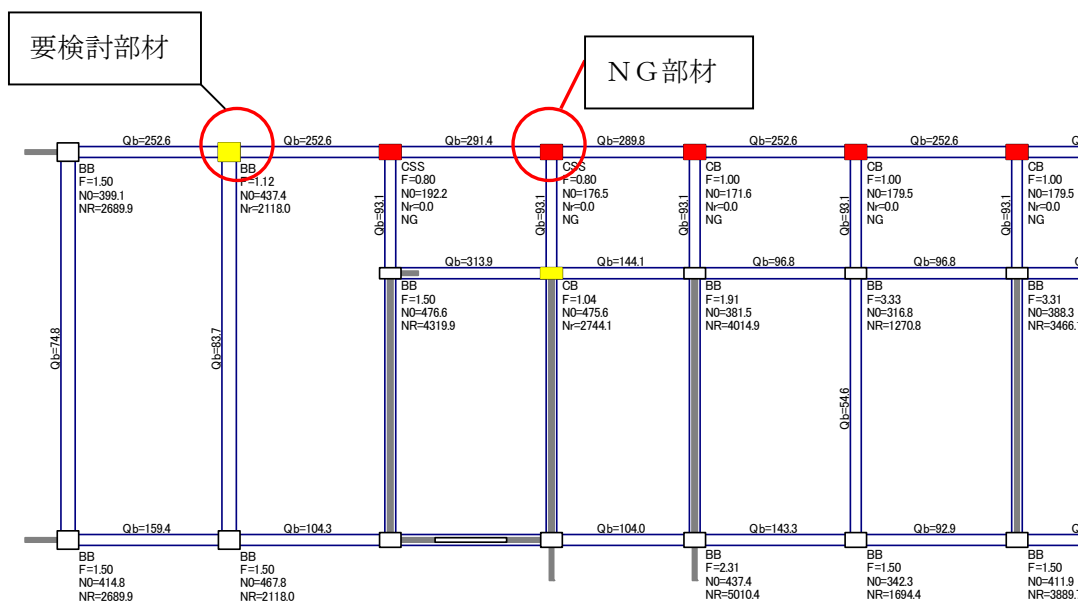 要検討部材
NG部材
Qb=252.6
Qb=252.6
Qb=291.4
Qb=289.8
Qb=252.6
Qb=252.6
Q
BB
F=1.50
N0=399.1
NR=2689.9
BB
F=1.12
N0=437.4
Nr=2118.0
CSS
F=0.80
N0=192.2
Nr=0.0
NG
CSS
F=0.80
N0=176.5
Nr=0.0
NG
CB
F=1.00
N0=171.6
Nr=0.0
NG
CB
F=1.00
N0=179.5
Nr=0.0
NG
CB
F=1.00
N0=179.5
Nr=0.0
NG
Qb=93.1
Qb=93.1
Qb=93.1
Qb=93.1
Qb=93.1
Qb=313.9
Qb=144.1
Qb=96.8
Qb=96.8
Q
BB
F=1.50
N0=476.6
NR=4319.9
CB
F=1.04
N0=475.6
Nr=2744.1
BB
F=1.91
N0=381.5
NR=4014.9
BB
F=3.33
N0=316.8
NR=1270.8
BB
F=3.31
N0=388.3
NR=3466.
Qb=74.8
Qb=83.7
Qb=54.6
Qb=159.4
Qb=104.3
Qb=104.0
Qb=143.3
Qb=92.9
Q
BB
F=1.50
N0=414.8
NR=2689.9
BB
F=1.50
N0=467.8
NR=2118.0
BB
F=2.31
N0=437.4
NR=5010.4
BB
F=1.50
N0=342.3
NR=1694.4
BB
F=1.50
N0=411.9
NR=3889.